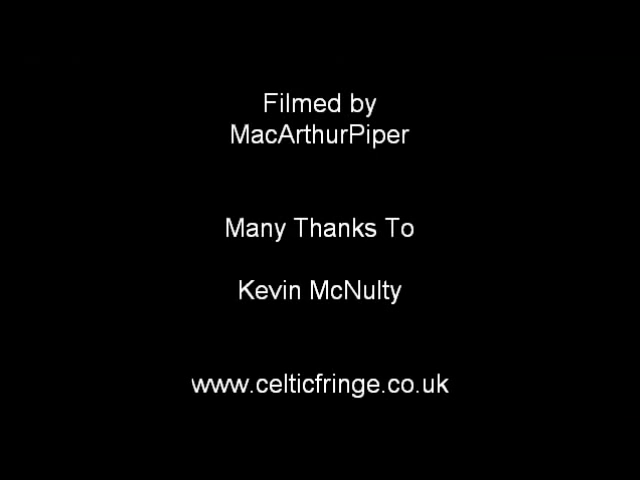 Filmed by
MacArthurPiper
Many Thanks To
Kevin McNulty
www.celticfringe.co.uk